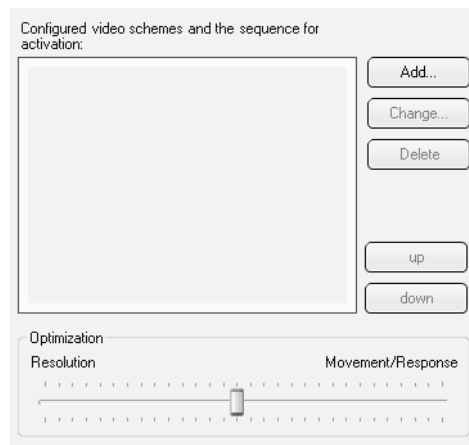 Configured video schemes and the sequence for
activation:
Add...
Change...
Delete
up
down
Optimization
Resolution Movement/Response